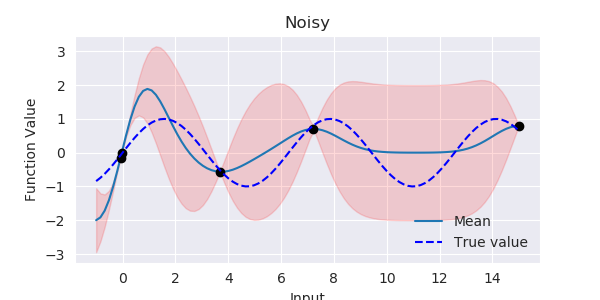 Noisy
Function Value
3
2
1
0
−1
−2
−3
Mean
True value
0 2 4 6 8 10 12 14
Input